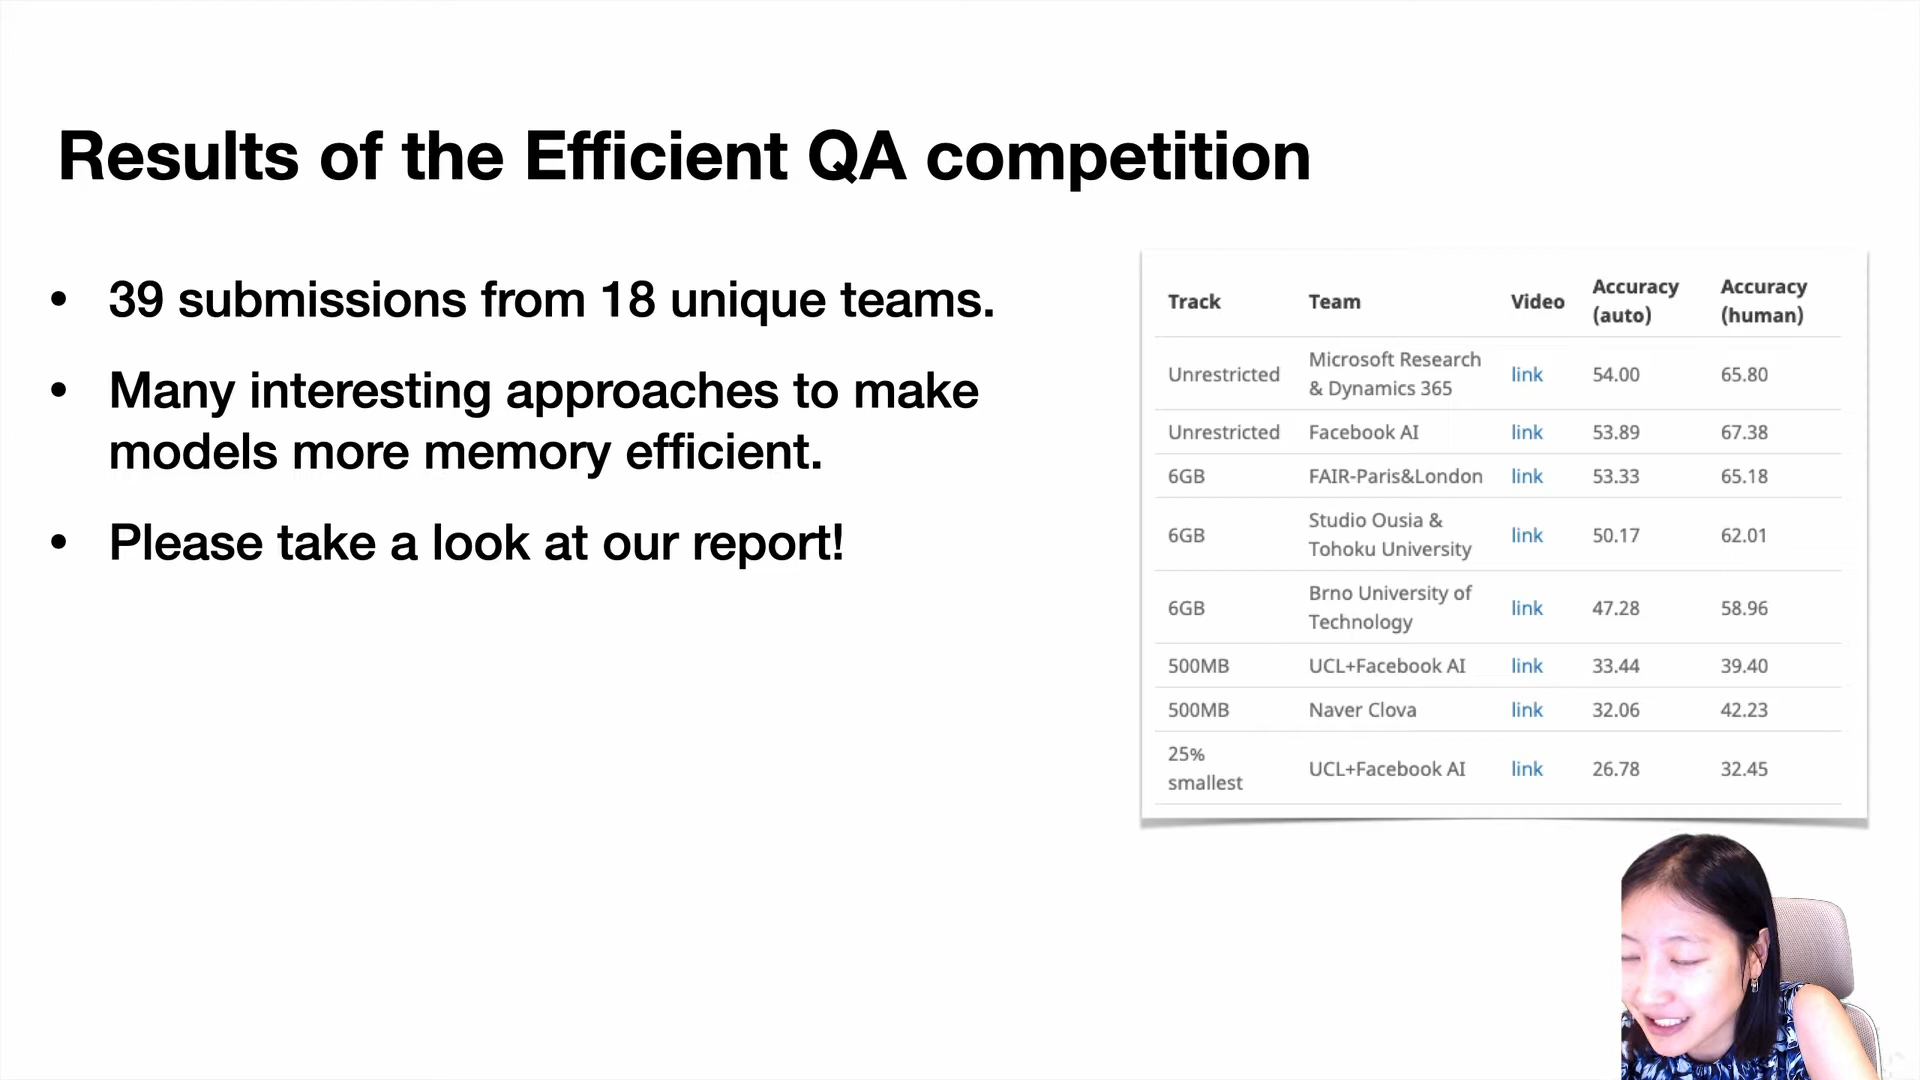 Results of the Efficient QA competition
• 39 submissions from 18 unique teams.
• Many interesting approaches to make
models more memory efficient.
• Please take a look at our report!
Track Team Video Accuracy (auto) Accuracy (human)
Unrestricted Microsoft Research & Dynamics 365 link 54.00 65.80
Unrestricted Facebook AI link 53.89 67.38
6GB FAIR-Paris&London link 53.33 65.18
6GB Studio Ousia & Tohoku University link 50.17 62.01
6GB Brno University of Technology link 47.28 58.96
500MB UCL+Facebook AI link 33.44 39.40
500MB Naver Clova link 32.06 42.23
25% smallest UCL+Facebook AI link 26.78 32.45